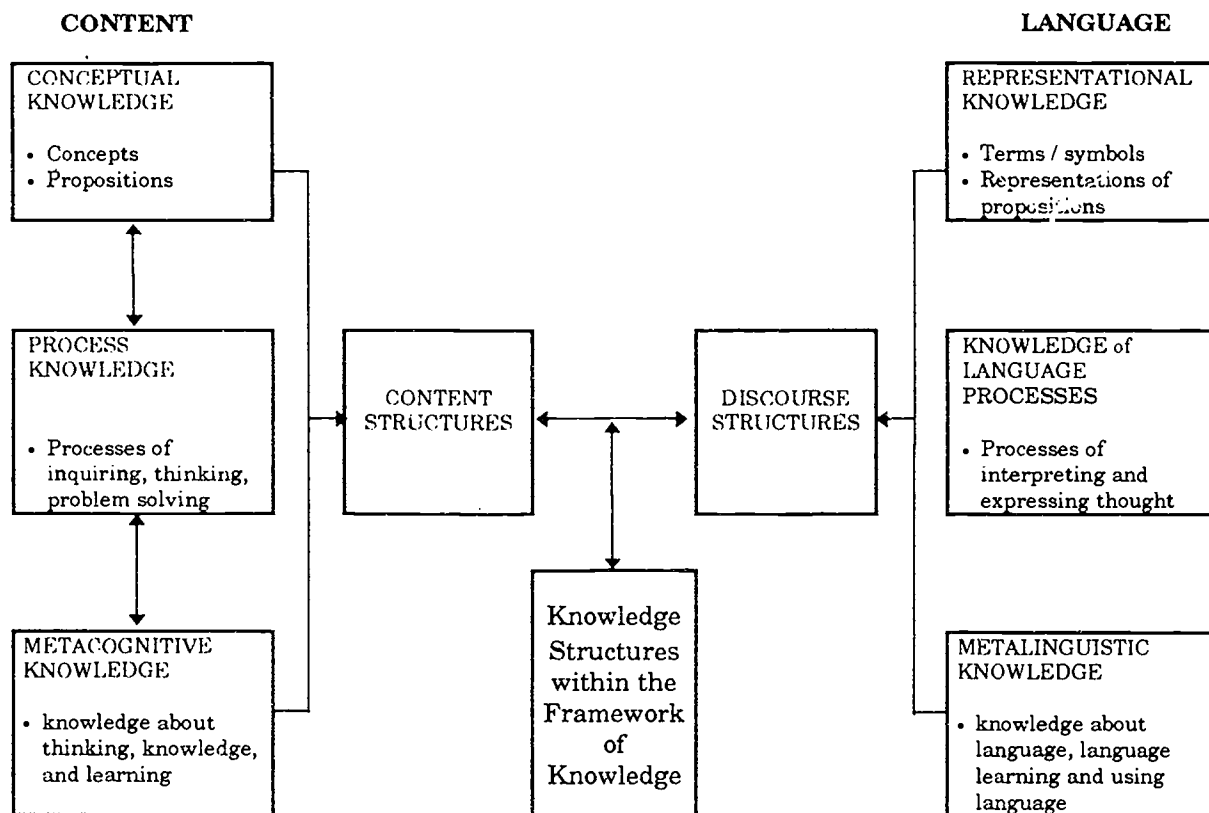 CONTENT
CONCEPTUAL
KNOWLEDGE
• Concepts
• Propositions
PROCESS
KNOWLEDGE
• Processes of
inquiring, thinking,
problem solving
METACOGNITIVE
KNOWLEDGE
• knowledge about
thinking, knowledge,
and learning
CONTENT
STRUCTURES
Knowledge
Structures
within the
Framework
of
Knowledge
DISCOURSE
STRUCTURES
LANGUAGE
REPRESENTATIONAL
KNOWLEDGE
• Terms / symbols
• Representations of
propositions
KNOWLEDGE of
LANGUAGE
PROCESSES
• Processes of
interpreting and
expressing thought
METALINGUISTIC
KNOWLEDGE
• knowledge about
language, language
learning and using
language